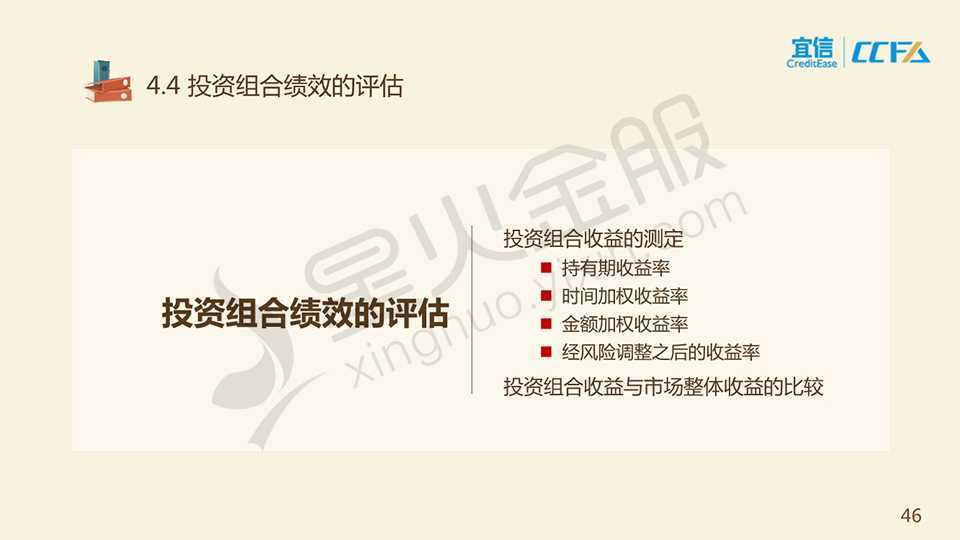 宜信
CreditEase
CCFA
4.4 投资组合绩效的评估
星火金服
xinghuo.yixin.com
投资组合绩效的评估
投资组合收益的测定
持有期收益率
时间加权收益率
金额加权收益率
经风险调整之后的收益率
投资组合收益与市场整体收益的比较
46